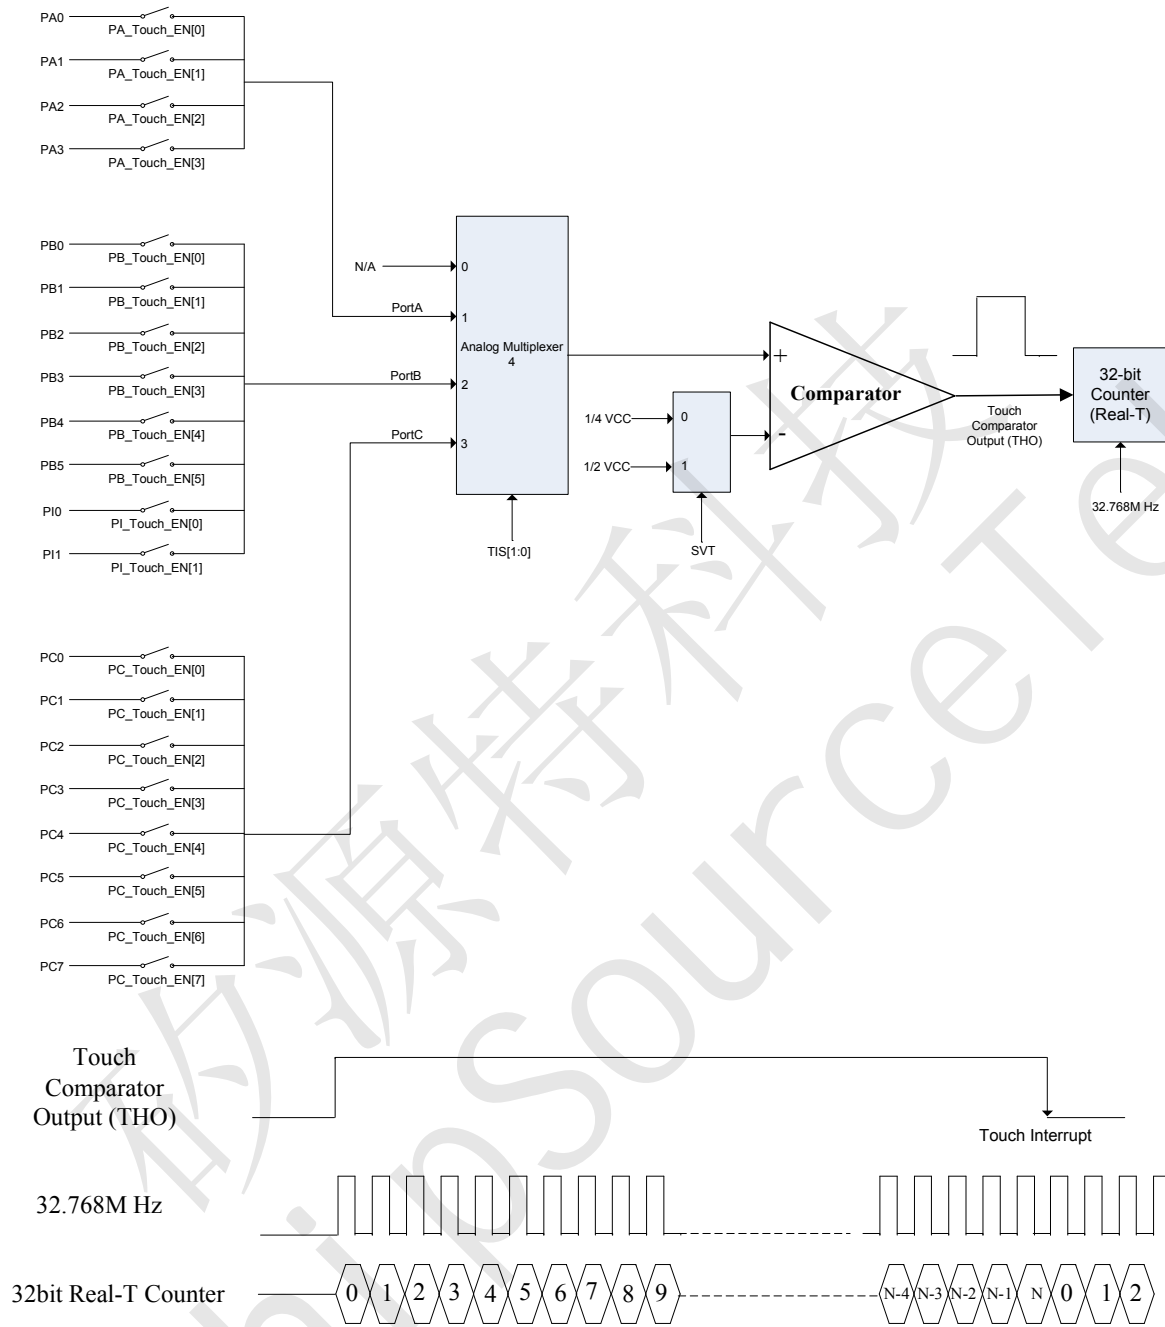 PA0
PA_Touch_EN[0]
PA1
PA_Touch_EN[1]
PA2
PA_Touch_EN[2]
PA3
PA_Touch_EN[3]
PB0
PB_Touch_EN[0]
PB1
PB_Touch_EN[1]
PB2
PB_Touch_EN[2]
PB3
PB_Touch_EN[3]
PB4
PB_Touch_EN[4]
PB5
PB_Touch_EN[5]
PI0
PI_Touch_EN[0]
PI1
PI_Touch_EN[1]
PC0
PC_Touch_EN[0]
PC1
PC_Touch_EN[1]
PC2
PC_Touch_EN[2]
PC3
PC_Touch_EN[3]
PC4
PC_Touch_EN[4]
PC5
PC_Touch_EN[5]
PC6
PC_Touch_EN[6]
PC7
PC_Touch_EN[7]
N/A
0
PortA
1
Analog Multiplexer
4
PortB
2
PortC
3
TIS[1:0]
1/4 VCC
0
1/2 VCC
1
SVT
+
Comparator
-
Touch
Comparator
Output (THO)
32-bit
Counter
(Real-T)
32.768M Hz
Touch
Comparator
Output (THO)
Touch Interrupt
32.768M Hz
32bit Real-T Counter
0 1 2 3 4 5 6 7 8 9 N-4 N-3 N-2 N-1 N 0 1 2
矽源特科技
hipSourceTe